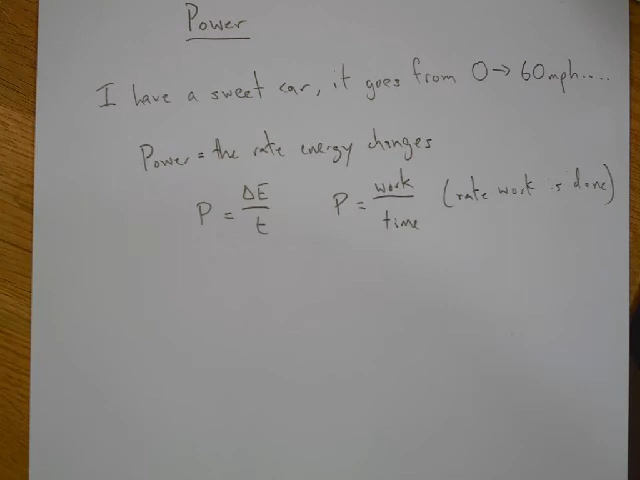 Power
I have a sweet car, it goes from 0→60mph....
Power = the rate energy changes
P = ΔE/t P = work/time (rate work is done)